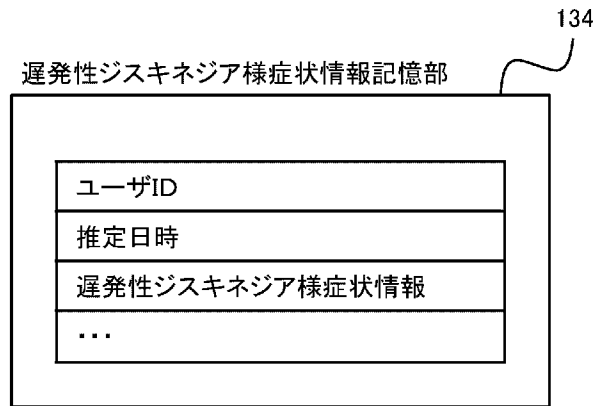 134
遅発性ジスキネジア様症状情報記憶部
ユーザID
推定日時
遅発性ジスキネジア様症状情報
・・・